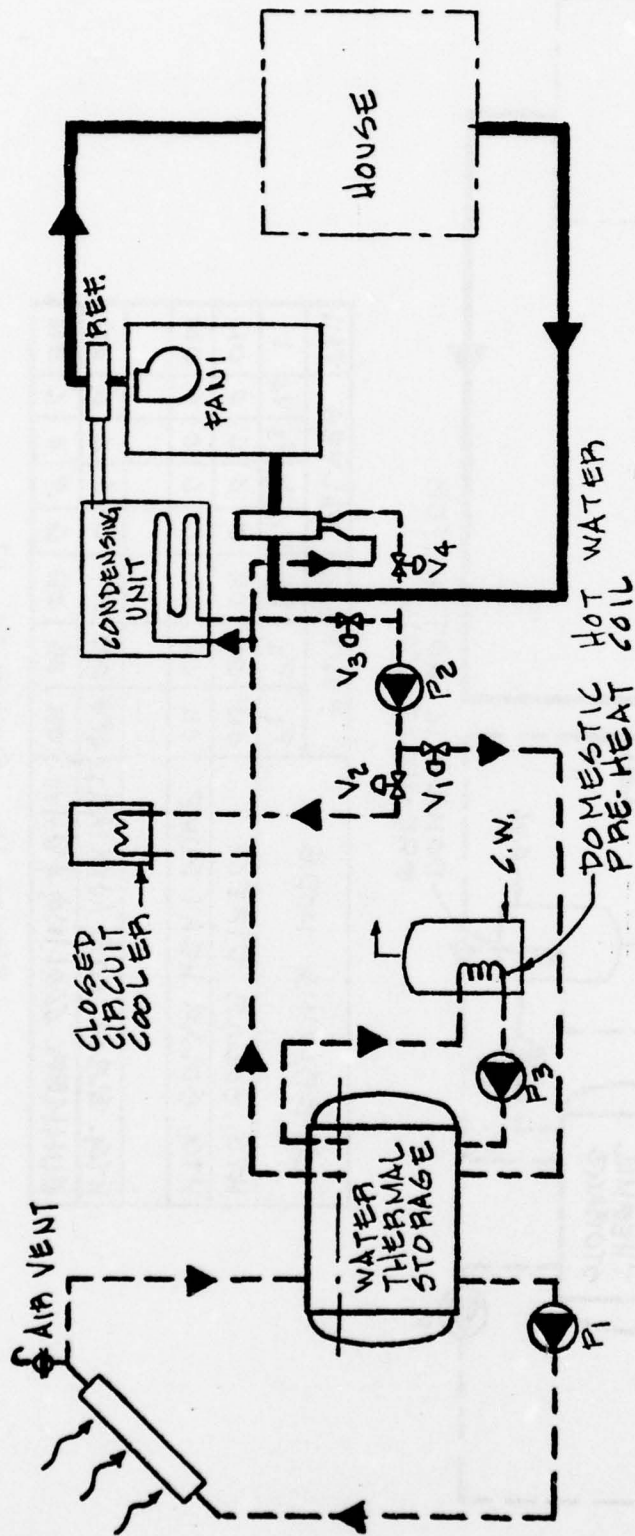 AIR VENT
WATER
THERMAL
STORAGE
P1
P3
C.W.
DOMESTIC HOT WATER
PRE-HEAT COIL
CLOSED
CIRCUIT
COOLER
V2
V1
P2
V3
V4
CONDENSING
UNIT
REF.
FAN1
HOUSE